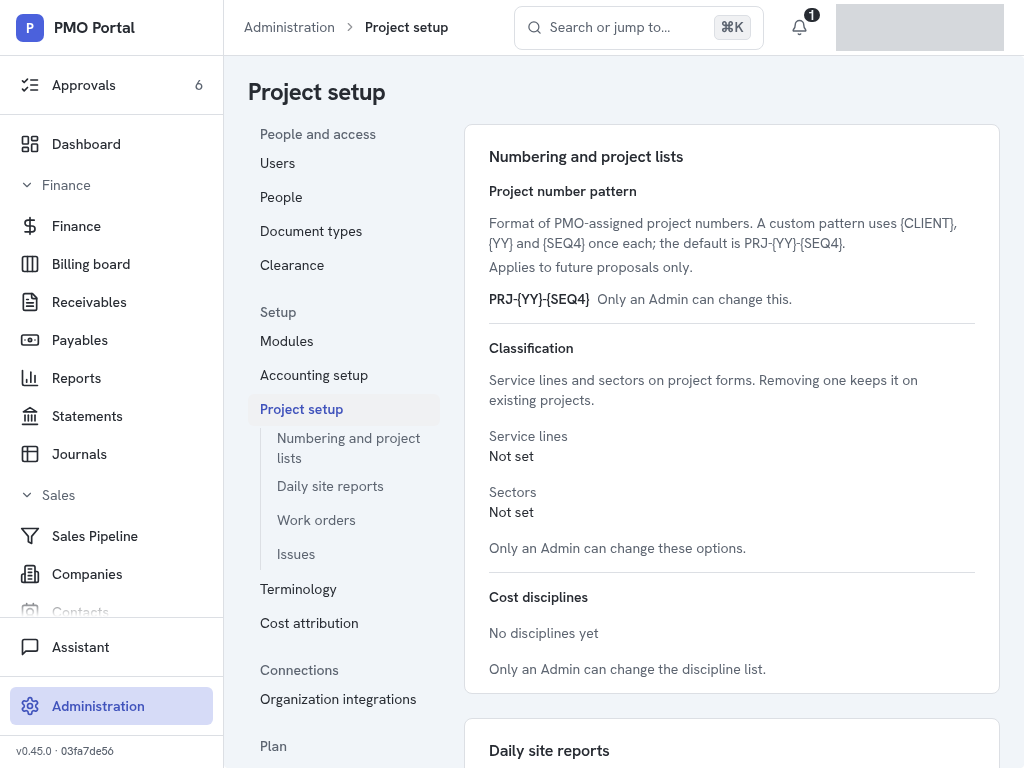 P
PMO Portal
Administration
Project setup
Search or jump to...
⌘K
1
Approvals
6
Dashboard
Finance
Finance
Billing board
Receivables
Payables
Reports
Statements
Journals
Sales
Sales Pipeline
Companies
Contacts
Assistant
Administration
v0.45.0 · 03fa7de56
Project setup
People and access
Users
People
Document types
Clearance
Setup
Modules
Accounting setup
Project setup
Numbering and project
lists
Daily site reports
Work orders
Issues
Terminology
Cost attribution
Connections
Organization integrations
Plan
Numbering and project lists
Project number pattern
Format of PMO-assigned project numbers. A custom pattern uses {CLIENT},
{YY} and {SEQ4} once each; the default is PRJ-{YY}-{SEQ4}.
Applies to future proposals only.
PRJ-{YY}-{SEQ4} Only an Admin can change this.
Classification
Service lines and sectors on project forms. Removing one keeps it on
existing projects.
Service lines
Not set
Sectors
Not set
Only an Admin can change these options.
Cost disciplines
No disciplines yet
Only an Admin can change the discipline list.
Daily site reports